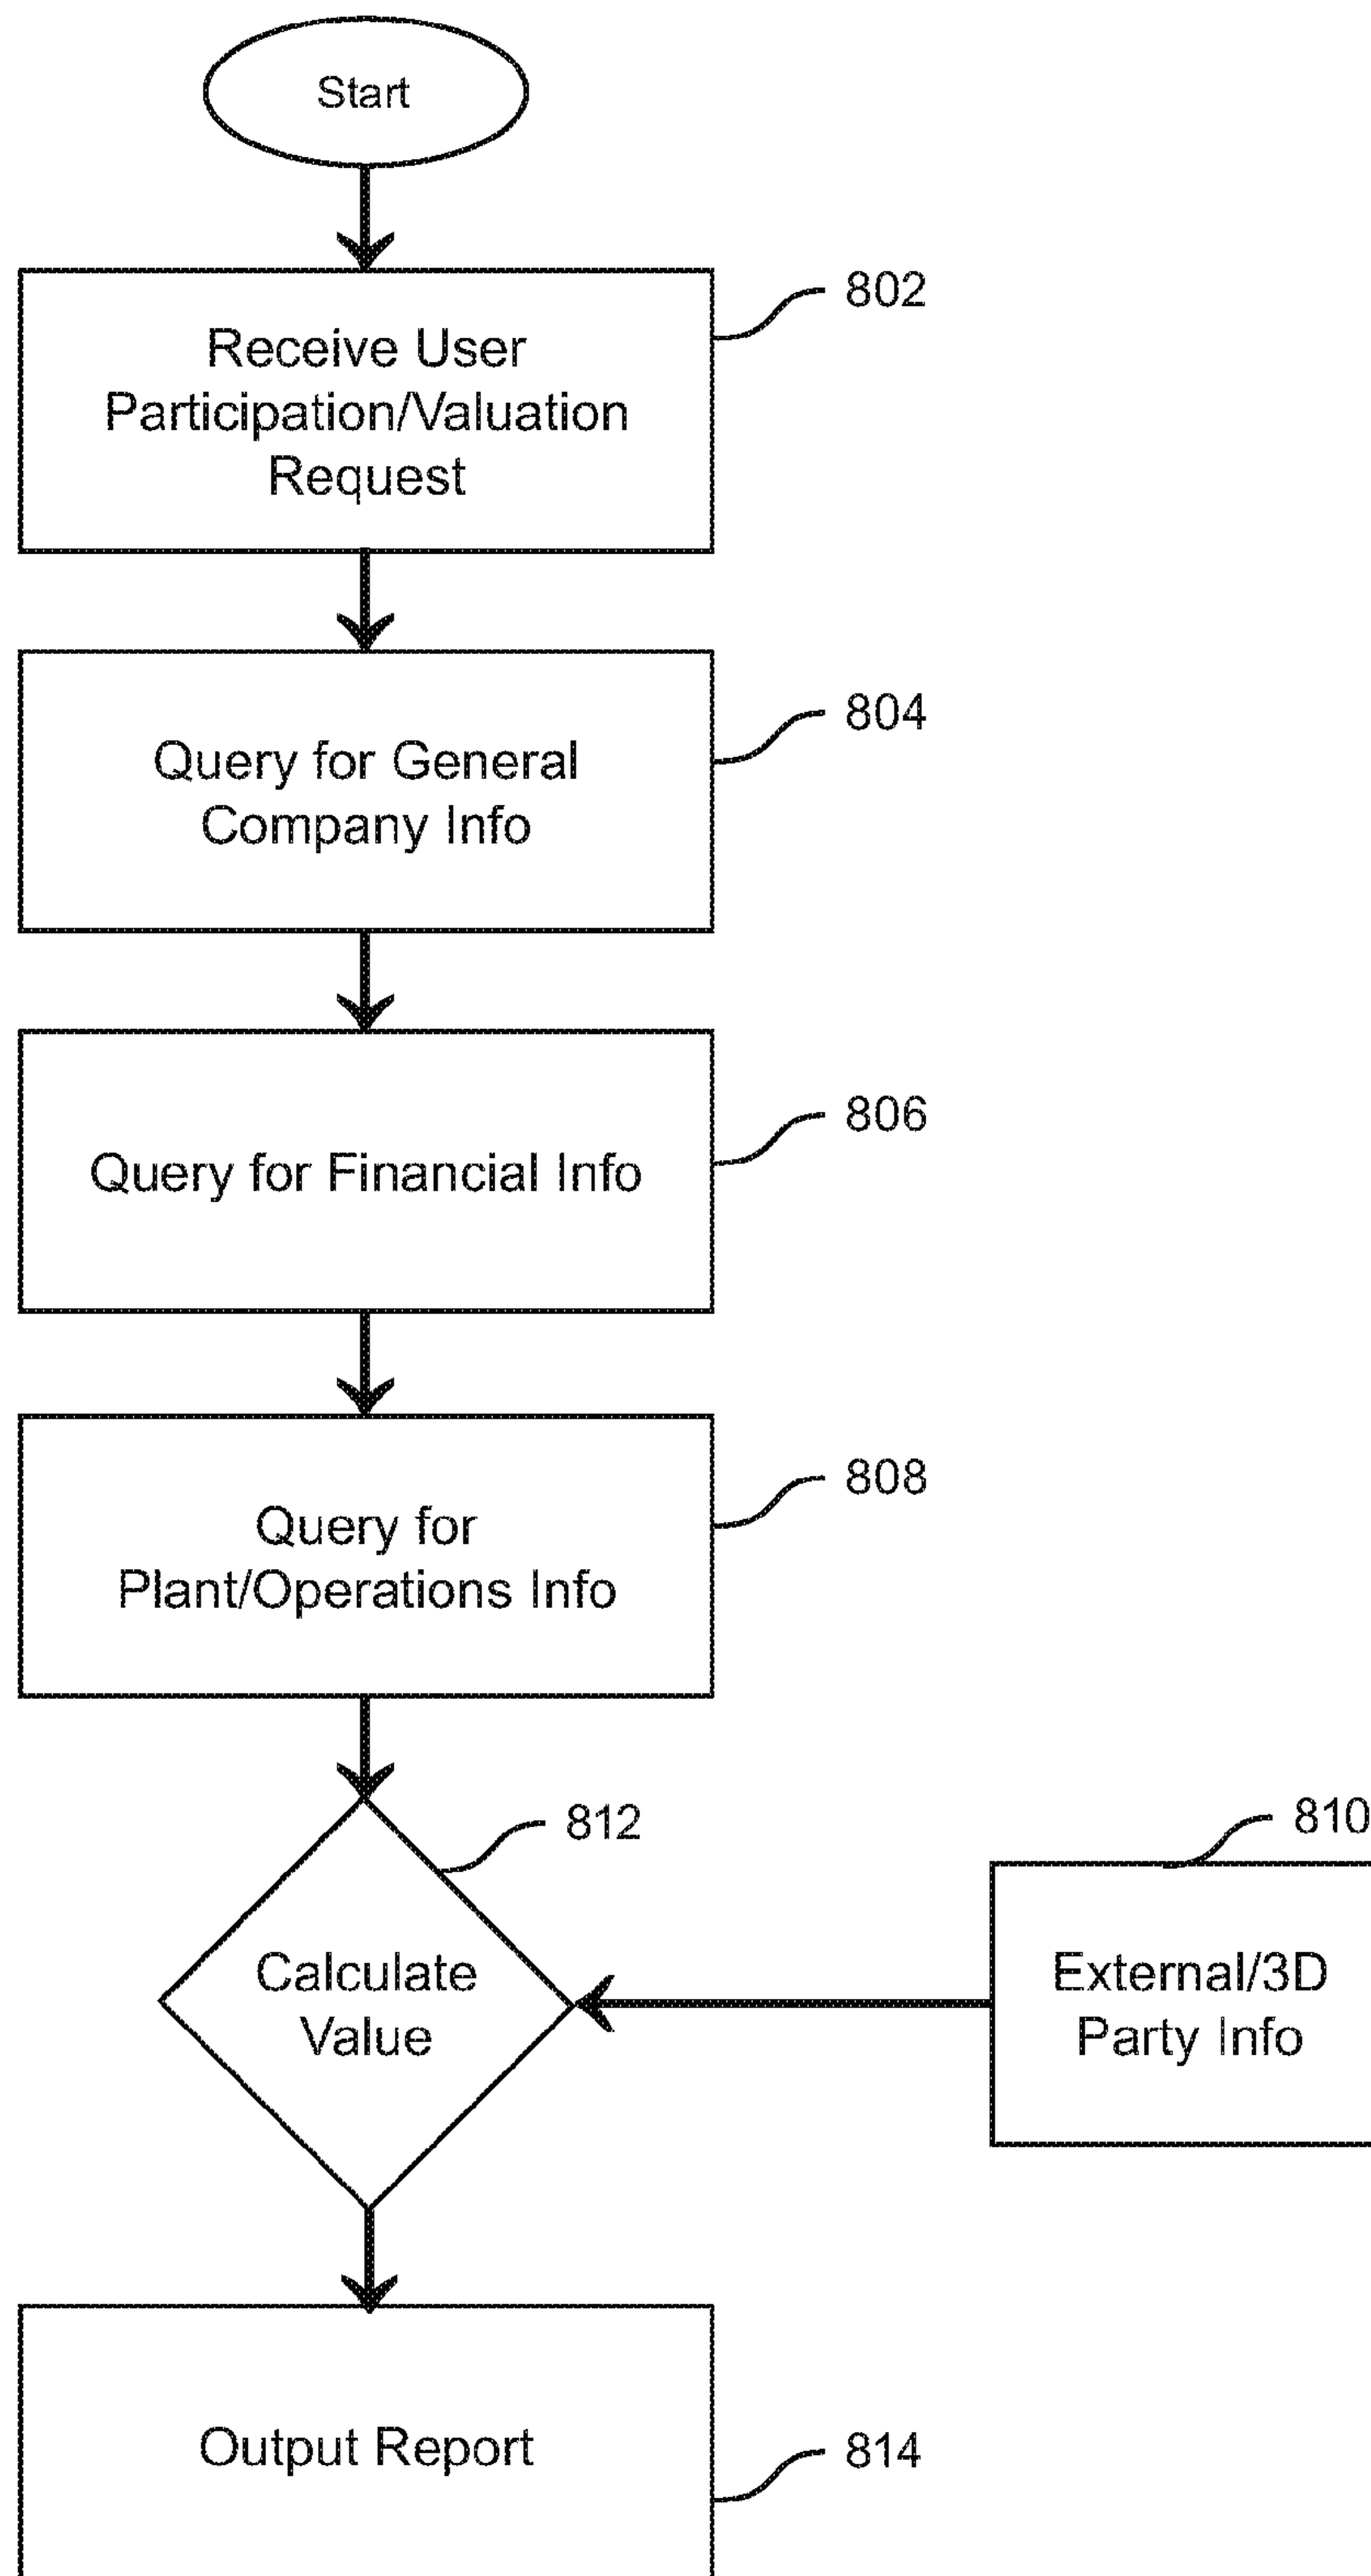 Start
802
Receive User
Participation/Valuation
Request
804
Query for General
Company Info
806
Query for Financial Info
808
Query for
Plant/Operations Info
812
810
Calculate
Value
External/3D
Party Info
Output Report
814